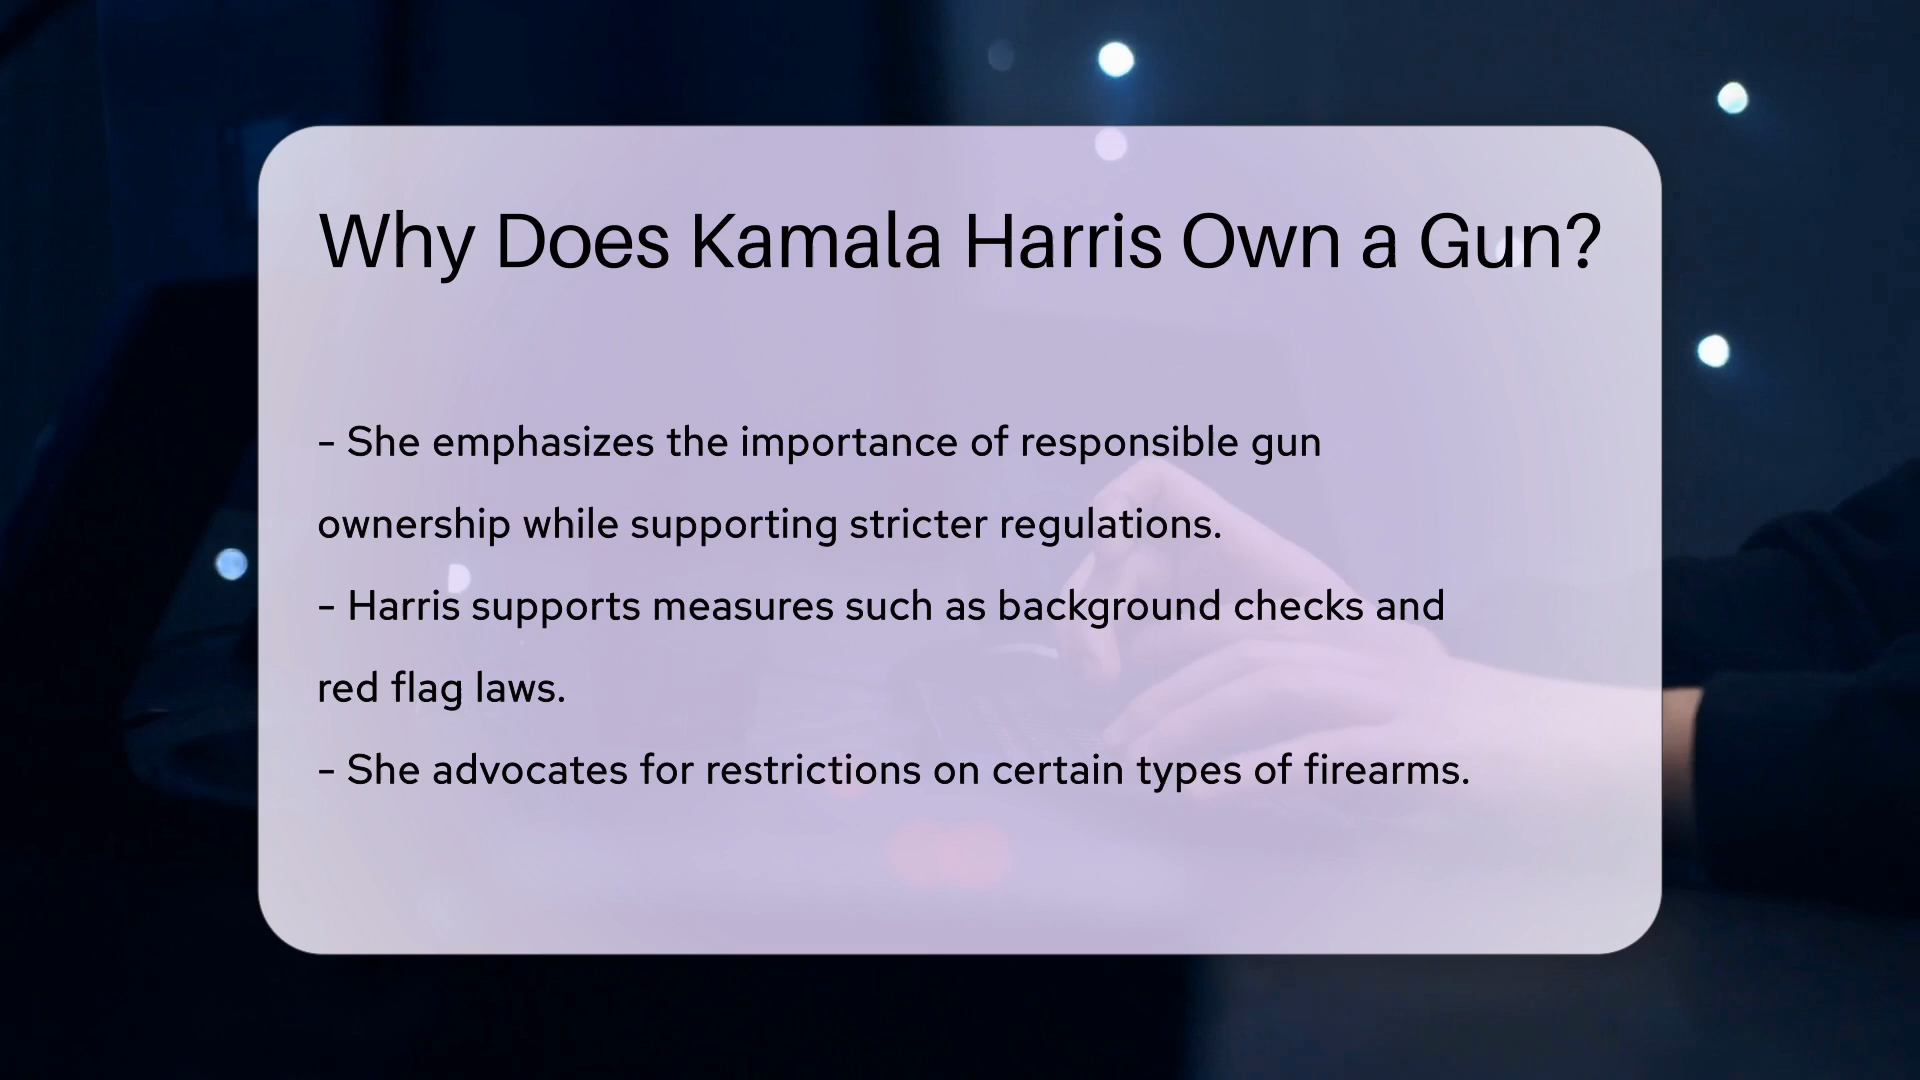 Why Does Kamala Harris Own a Gun?
- She emphasizes the importance of responsible gun
ownership while supporting stricter regulations.
- Harris supports measures such as background checks and
red flag laws.
- She advocates for restrictions on certain types of firearms.